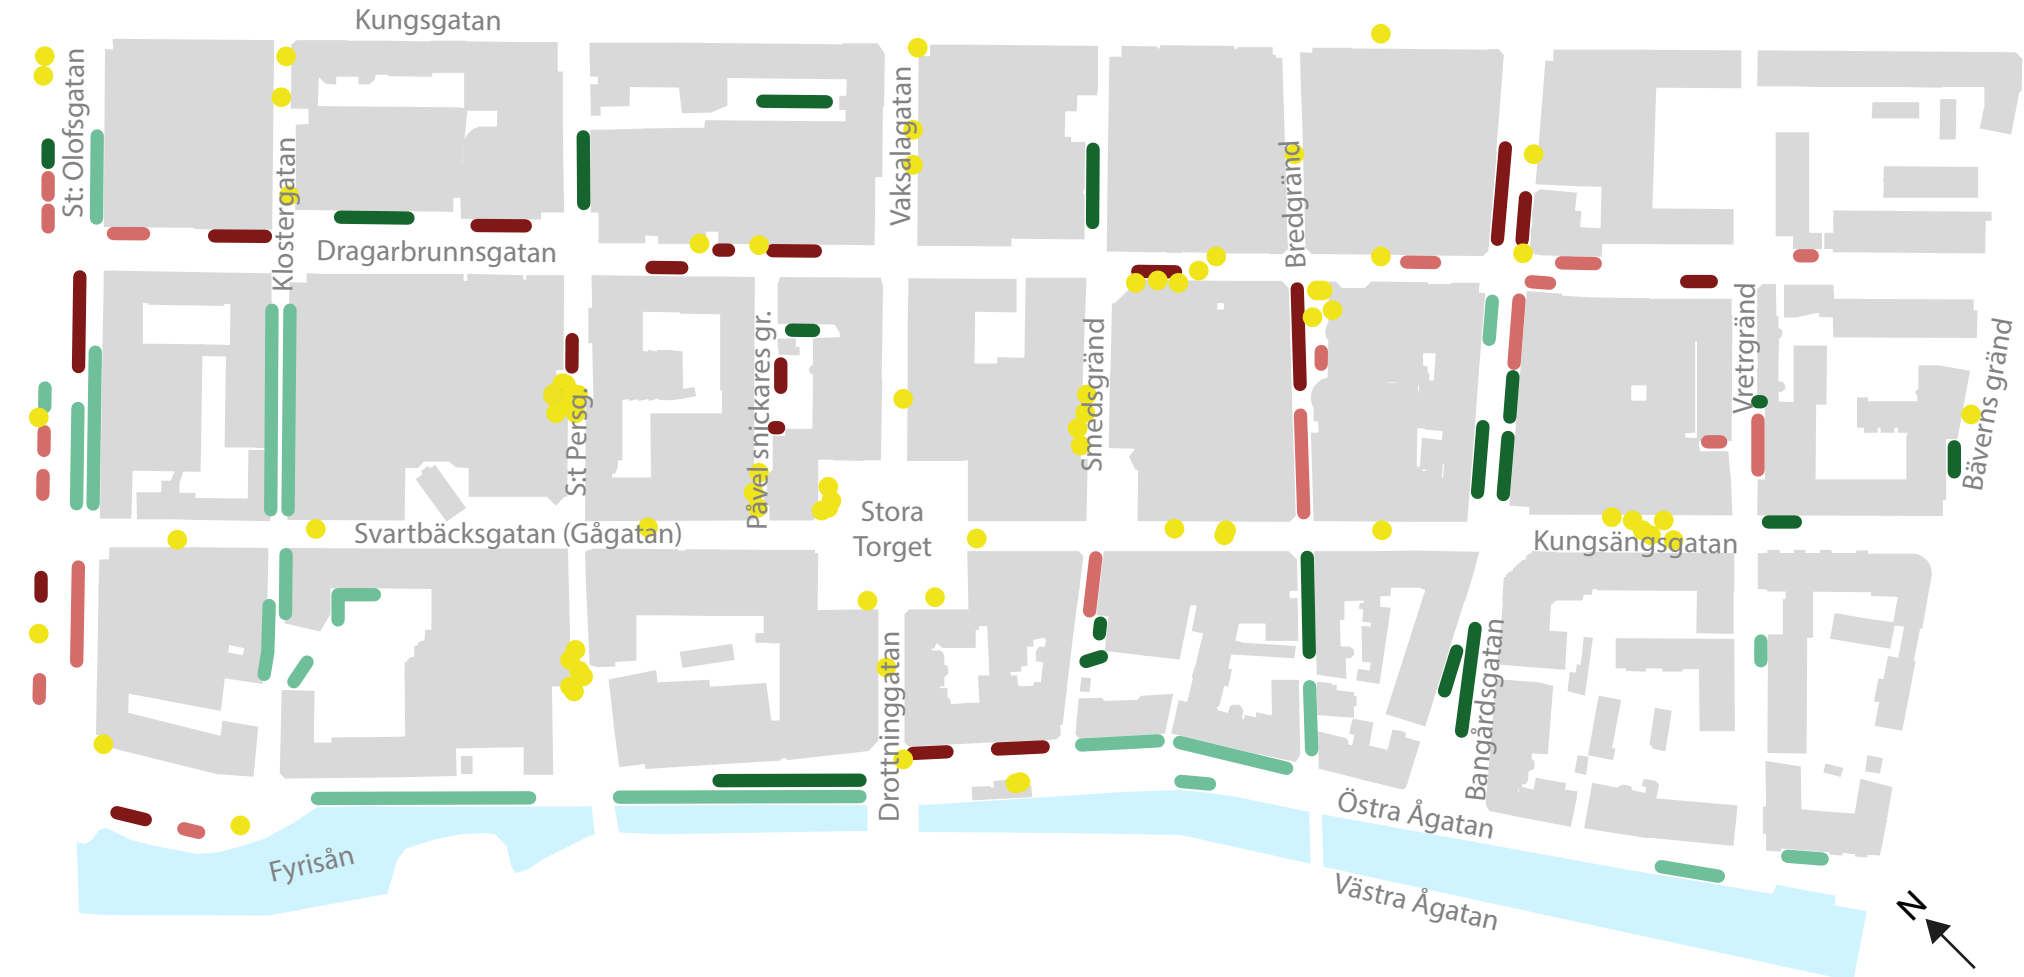 Kungsgatan
St: Olofsgatan
Klostergatan
Vaksalagatan
Bredgränd
Dragarbrunnsgatan
S:t Persg.
Påvel snickares gr.
Smedsgränd
Vretrgränd
Bäverns gränd
Stora
Torget
Svartbäcksgatan (Gågatan)
Kungsängsgatan
Drottninggatan
Bangårdsgatan
Östra Ågatan
Fyrisån
Västra Ågatan
N